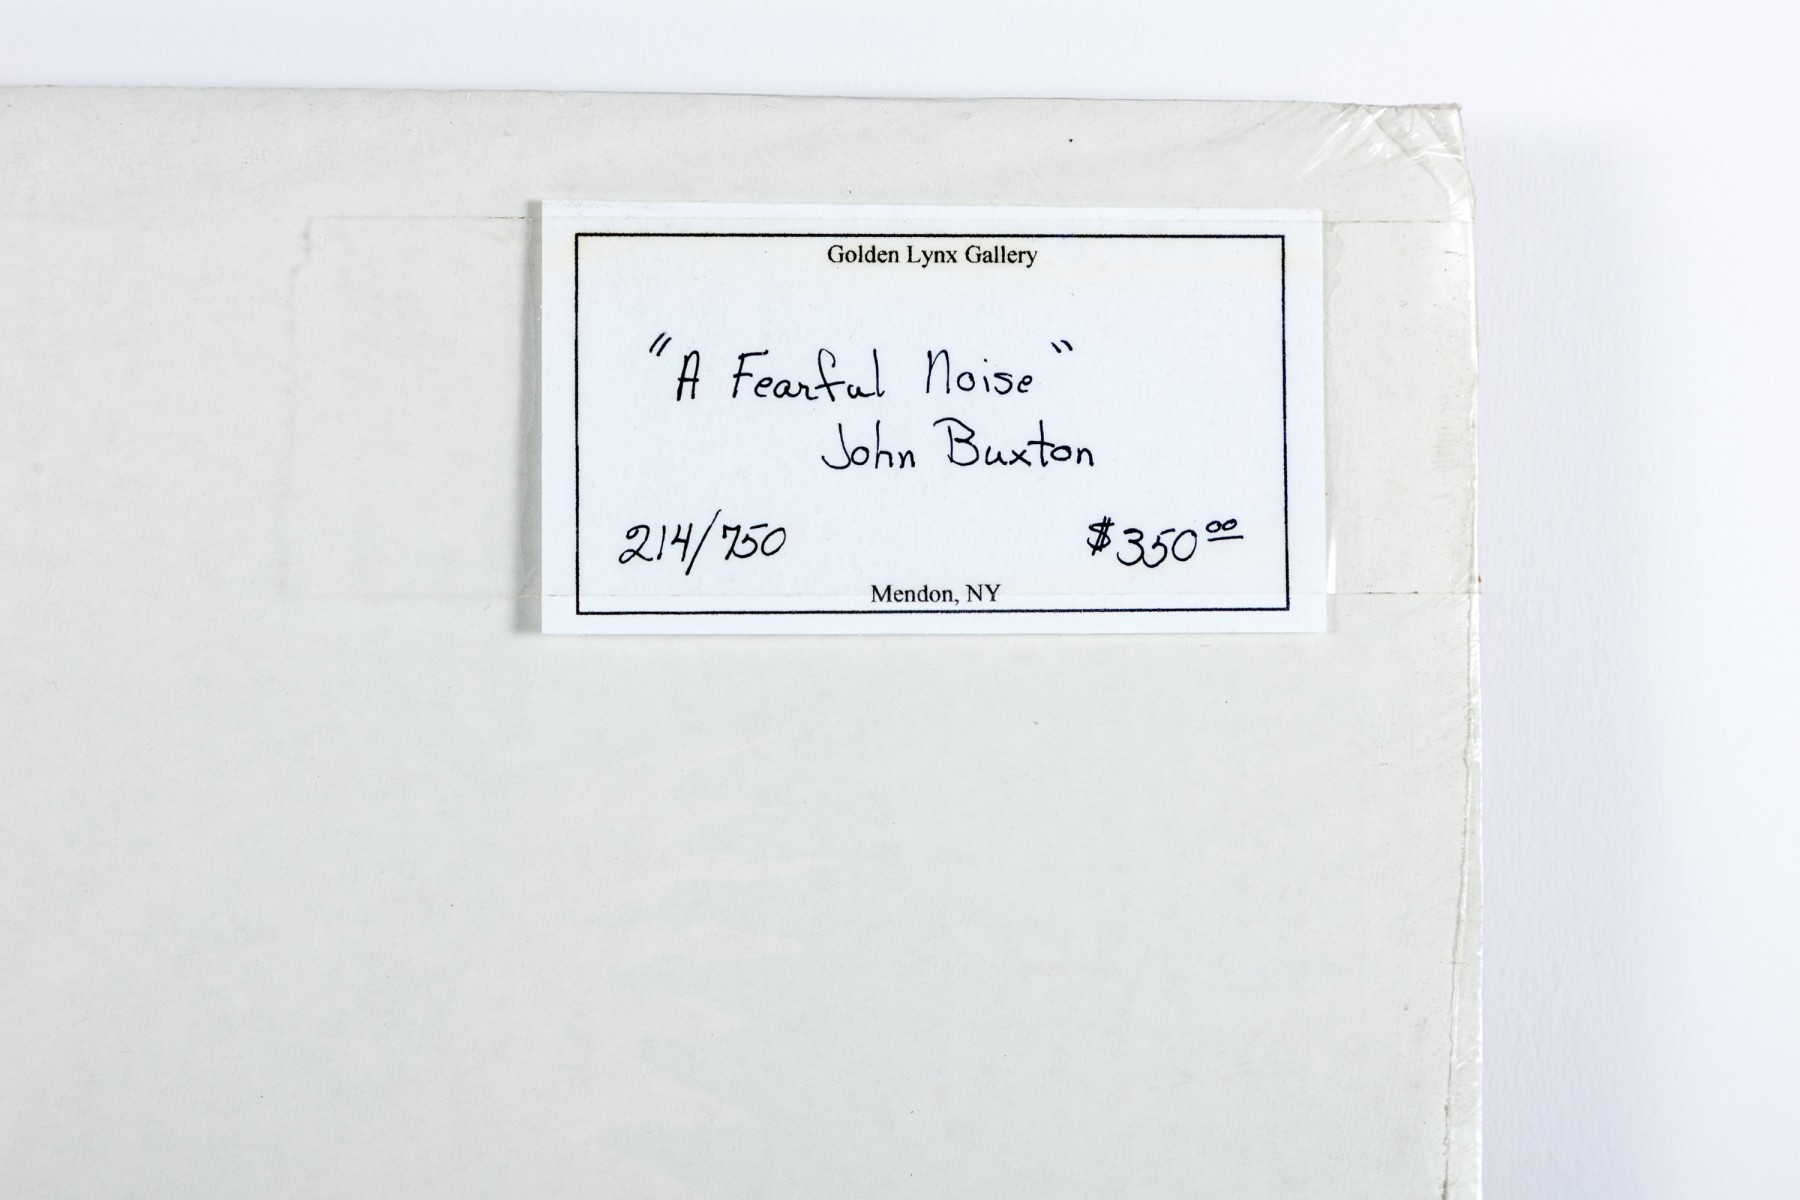 Golden Lynx Gallery
"A Fearful Noise"
John Buxton
214/750 $350.00
Mendon, NY